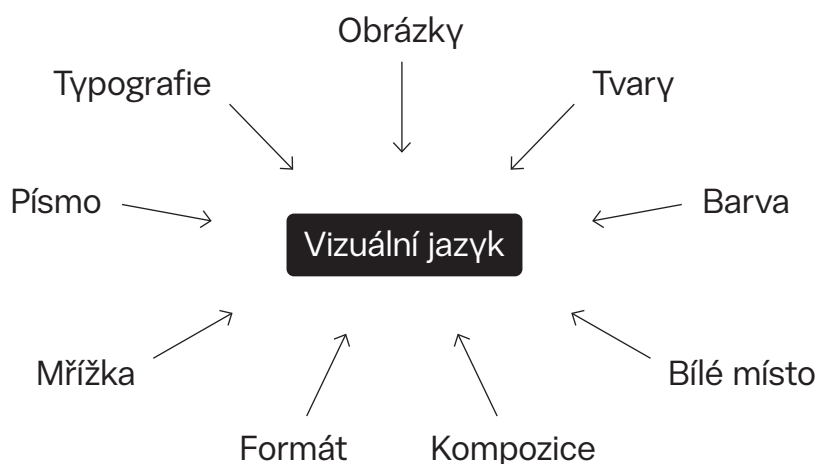 Obrázky
Typografie
Tvary
Písmo
Barva
Vizuální jazyk
Mřížka
Bílé místo
Formát
Kompozice